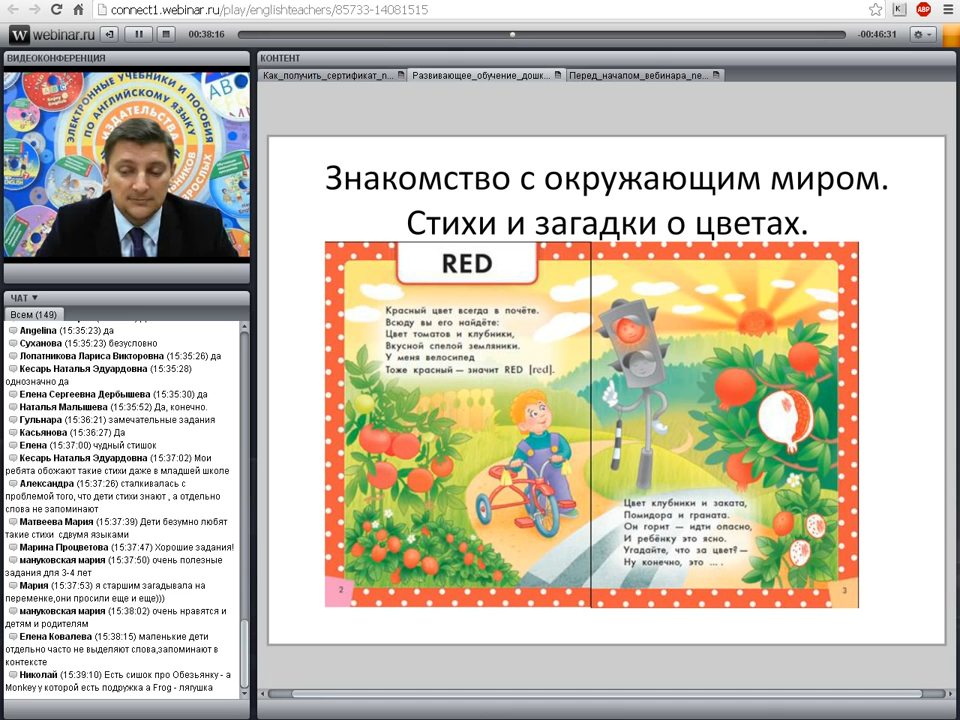 connect1.webinar.ru/play/englishteachers/85733-14081515
webinar.ru
00:38:16
-00:46:31
ВИДЕОКОНФЕРЕНЦИЯ
КОНТЕНТ
Как_получить_сертификат_п...
Развивающее_обучение_дошк...
Перед_началом_вебинара_пе...
ЭЛЕКТРОННЫЕ УЧЕБНИКИ И ПОСОБИЯ
ПО АНГЛИЙСКОМУ ЯЗЫКУ
ИЗДАТЕЛЬСТВА
ЧАТ
Всем (149)
Angelina (15:35:23) да
Суханова (15:35:23) безусловно
Лопатникова Лариса Викторовна (15:35:26) да
Кесарь Наталья Эдуардовна (15:35:28)
однозначно да
Елена Сергеевна Дербышева (15:35:30) да
Наталья Малышева (15:35:52) Да, конечно.
Гульнара (15:36:21) замечательные задания
Касьянова (15:36:27) Да
Елена (15:37:00) чудный стишок
Кесарь Наталья Эдуардовна (15:37:02) Мои
ребята обожают такие стихи даже в младшей школе
Александра (15:37:26) сталкивалась с
проблемой того, что дети стихи знают , а отдельно
слова не запоминают
Матвеева Мария (15:37:39) Дети безумно любят
такие стихи сдвумя языками
Марина Процветова (15:37:47) Хорошие задания!
мануковская мария (15:37:50) очень полезные
задания для 3-4 лет
Мария (15:37:53) я старшим загадывала на
переменке,они просили еще и еще)))
мануковская мария (15:38:02) очень нравятся и
детям и родителям
Елена Ковалева (15:38:15) маленькие дети
отдельно часто не выделяют слова,запоминают в
контексте
Николай (15:39:10) Есть сишок про Обезьянку - а
Monkey у которой есть подружка a Frog - лягушка
Знакомство с окружающим миром.
Стихи и загадки о цветах.
RED
Красный цвет всегда в почёте.
Всюду вы его найдёте:
Цвет томатов и клубники,
Вкусной спелой земляники.
У меня велосипед
Тоже красный — значит RED [red].
Цвет клубники и заката,
Помидора и граната.
Он горит — идти опасно,
И ребёнку это ясно.
Угадайте, что за цвет? —
Ну конечно, это ... .
2
3